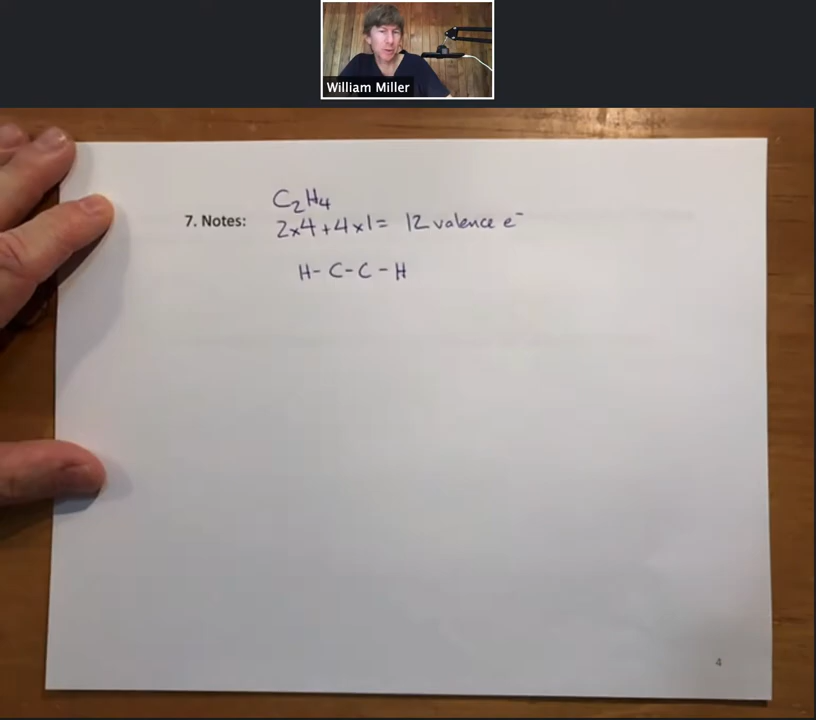 William Miller
C₂H₄
7. Notes: 2x4+4x1= 12 valence e⁻
H-C-C-H
4